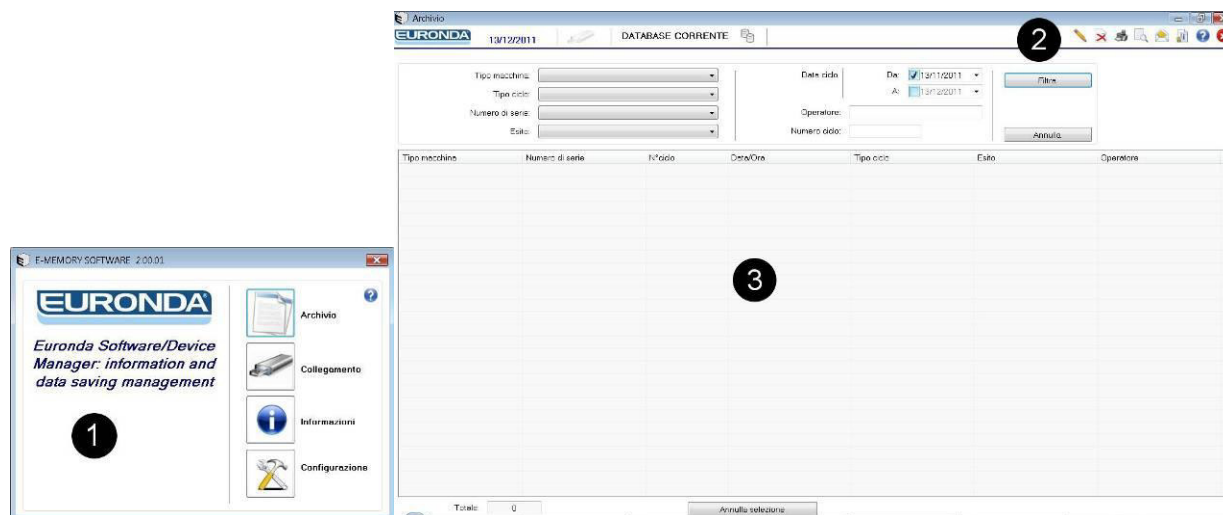 Archivio
EURONDA
13/12/2011
DATABASE CORRENTE
2
Tipo macchina:
Data ciclo
Da:
13/11/2011
Filtra
Tipo ciclo:
A:
13/12/2011
Numero di serie:
Operatore:
Esito:
Numero ciclo:
Annulla
Tipo macchina
Numero di serie
N°ciclo
Data/Ora
Tipo ciclo
Esito
Operatore
3
Totale
0
Annulla selezione
E-MEMORY SOFTWARE 2.00.01
EURONDA
Euronda Software/Device
Manager: information and
data saving management
1
Archivio
Collegamento
Informazioni
Configurazione